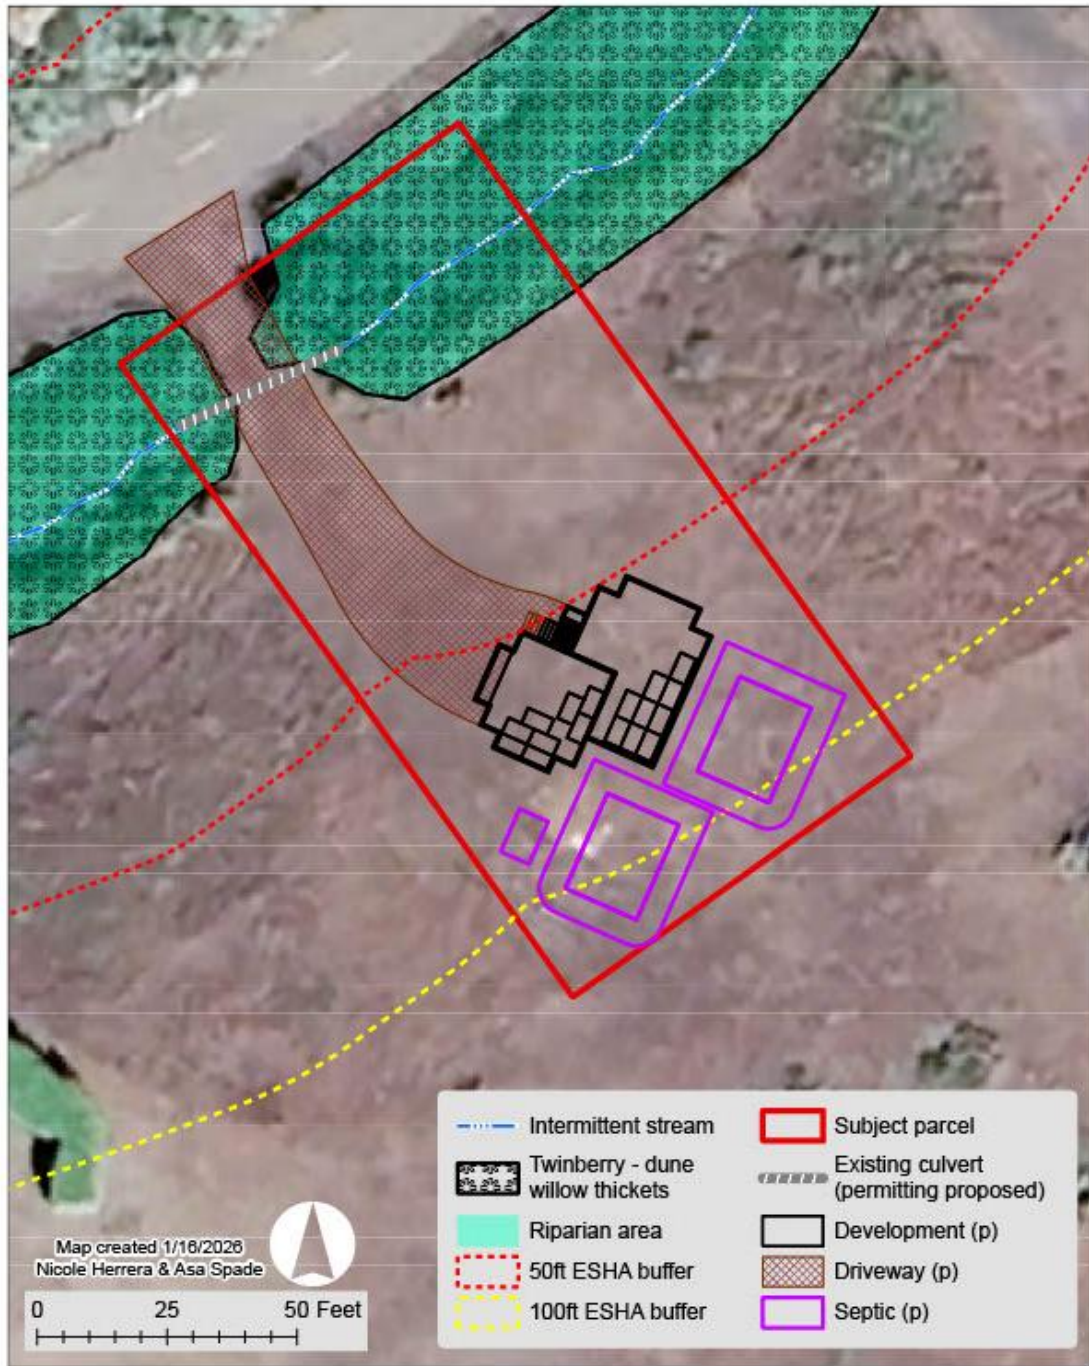 Intermittent stream
Twinberry - dune
willow thickets
Riparian area
50ft ESHA buffer
100ft ESHA buffer
Subject parcel
Existing culvert
(permitting proposed)
Development (p)
Driveway (p)
Septic (p)
Map created 1/16/2026
Nicole Herrera & Asa Spade
0 25 50 Feet